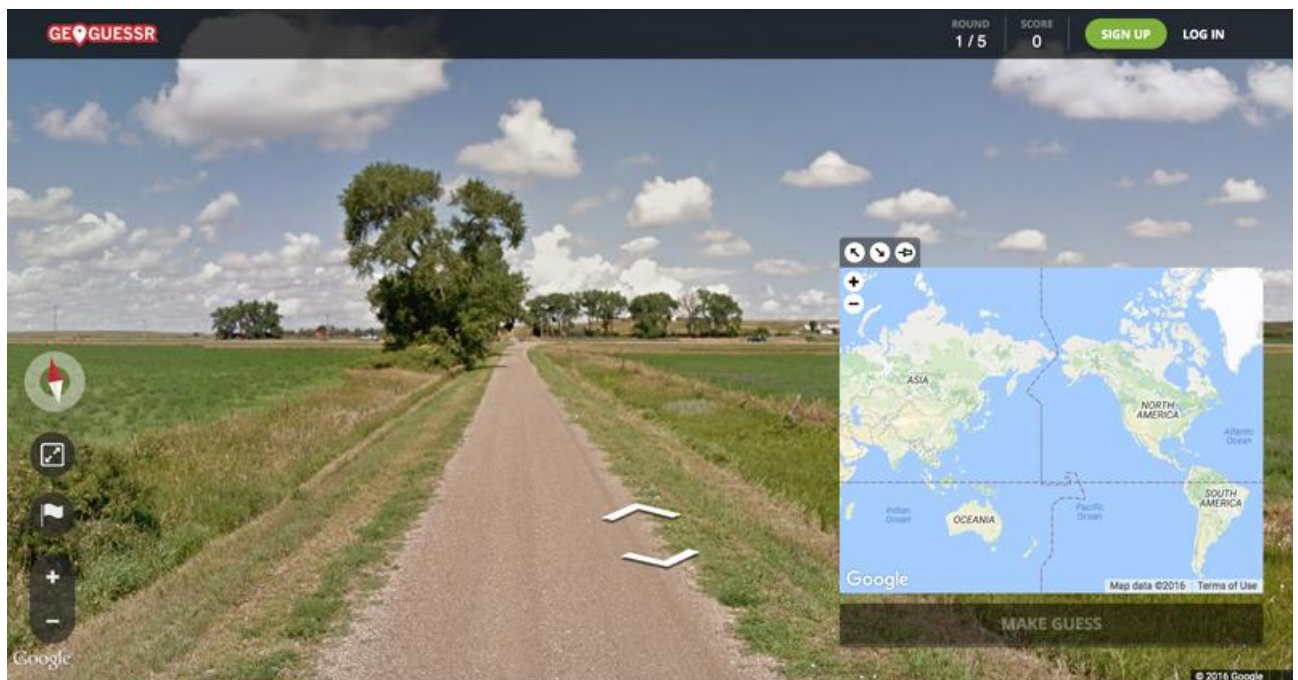 GEOGUESSR
ROUND
1 / 5
SCORE
0
SIGN UP
LOG IN
ASIA
NORTH
AMERICA
Atlantic
Ocean
Indian
Ocean
OCEANIA
Pacific
Ocean
SOUTH
AMERICA
Google
Map data ©2016
Terms of Use
MAKE GUESS
Google
© 2016 Google